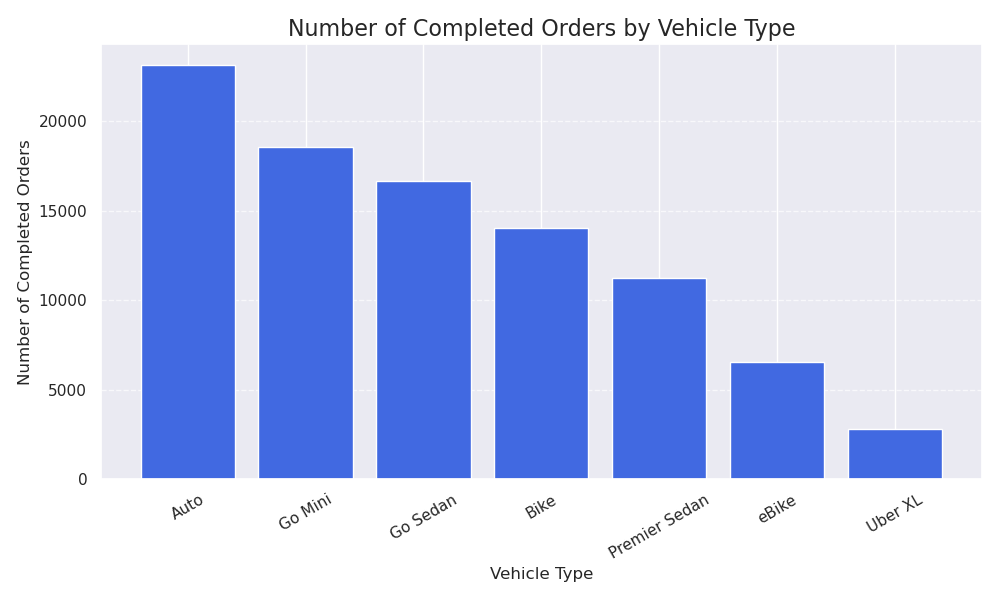 Number of Completed Orders by Vehicle Type
Number of Completed Orders
20000
15000
10000
5000
0
Auto
Go Mini
Go Sedan
Bike
Premier Sedan
eBike
Uber XL
Vehicle Type